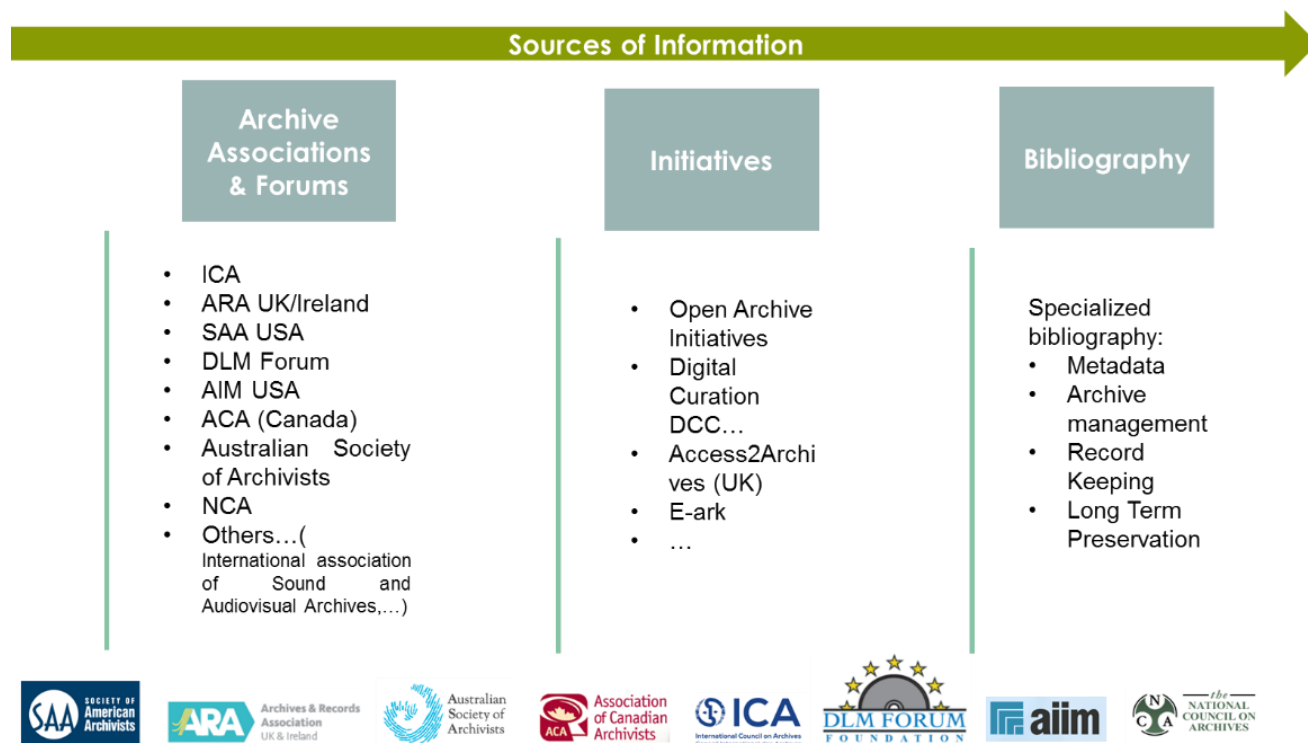 Sources of Information
Archive
Associations
& Forums
• ICA
• ARA UK/Ireland
• SAA USA
• DLM Forum
• AIM USA
• ACA (Canada)
• Australian Society
of Archivists
• NCA
• Others…(
International association
of Sound and
Audiovisual Archives,…)
Initiatives
• Open Archive
Initiatives
• Digital
Curation
DCC…
• Access2Archi
ves (UK)
• E-ark
• …
Bibliography
Specialized
bibliography:
• Metadata
• Archive
management
• Record
Keeping
• Long Term
Preservation
SAA
SOCIETY OF
American
Archivists
ARA
Archives & Records
Association
UK & Ireland
Australian
Society of
Archivists
ACA
Association
of Canadian
Archivists
ICA
International Council on Archives
DLM FORUM
FOUNDATION
aiim
NCA
the
NATIONAL
COUNCIL ON
ARCHIVES